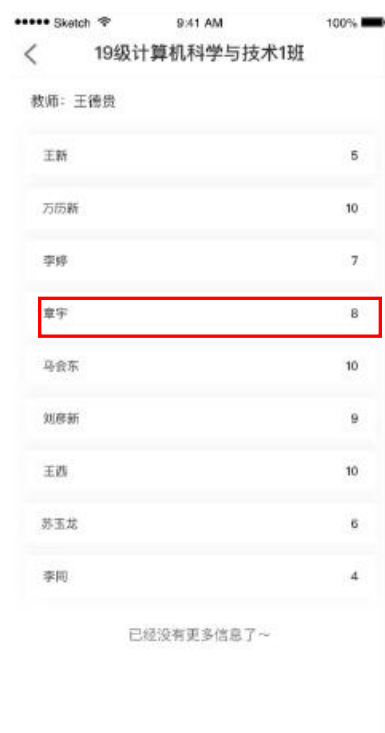 Sketch 9:41 AM 100%
19级计算机科学与技术1班
教师：王德贵
王新 5
万历新 10
李婷 7
章宇 8
马会东 10
刘彦新 9
王西 10
苏玉龙 6
李同 4
已经没有更多信息了～